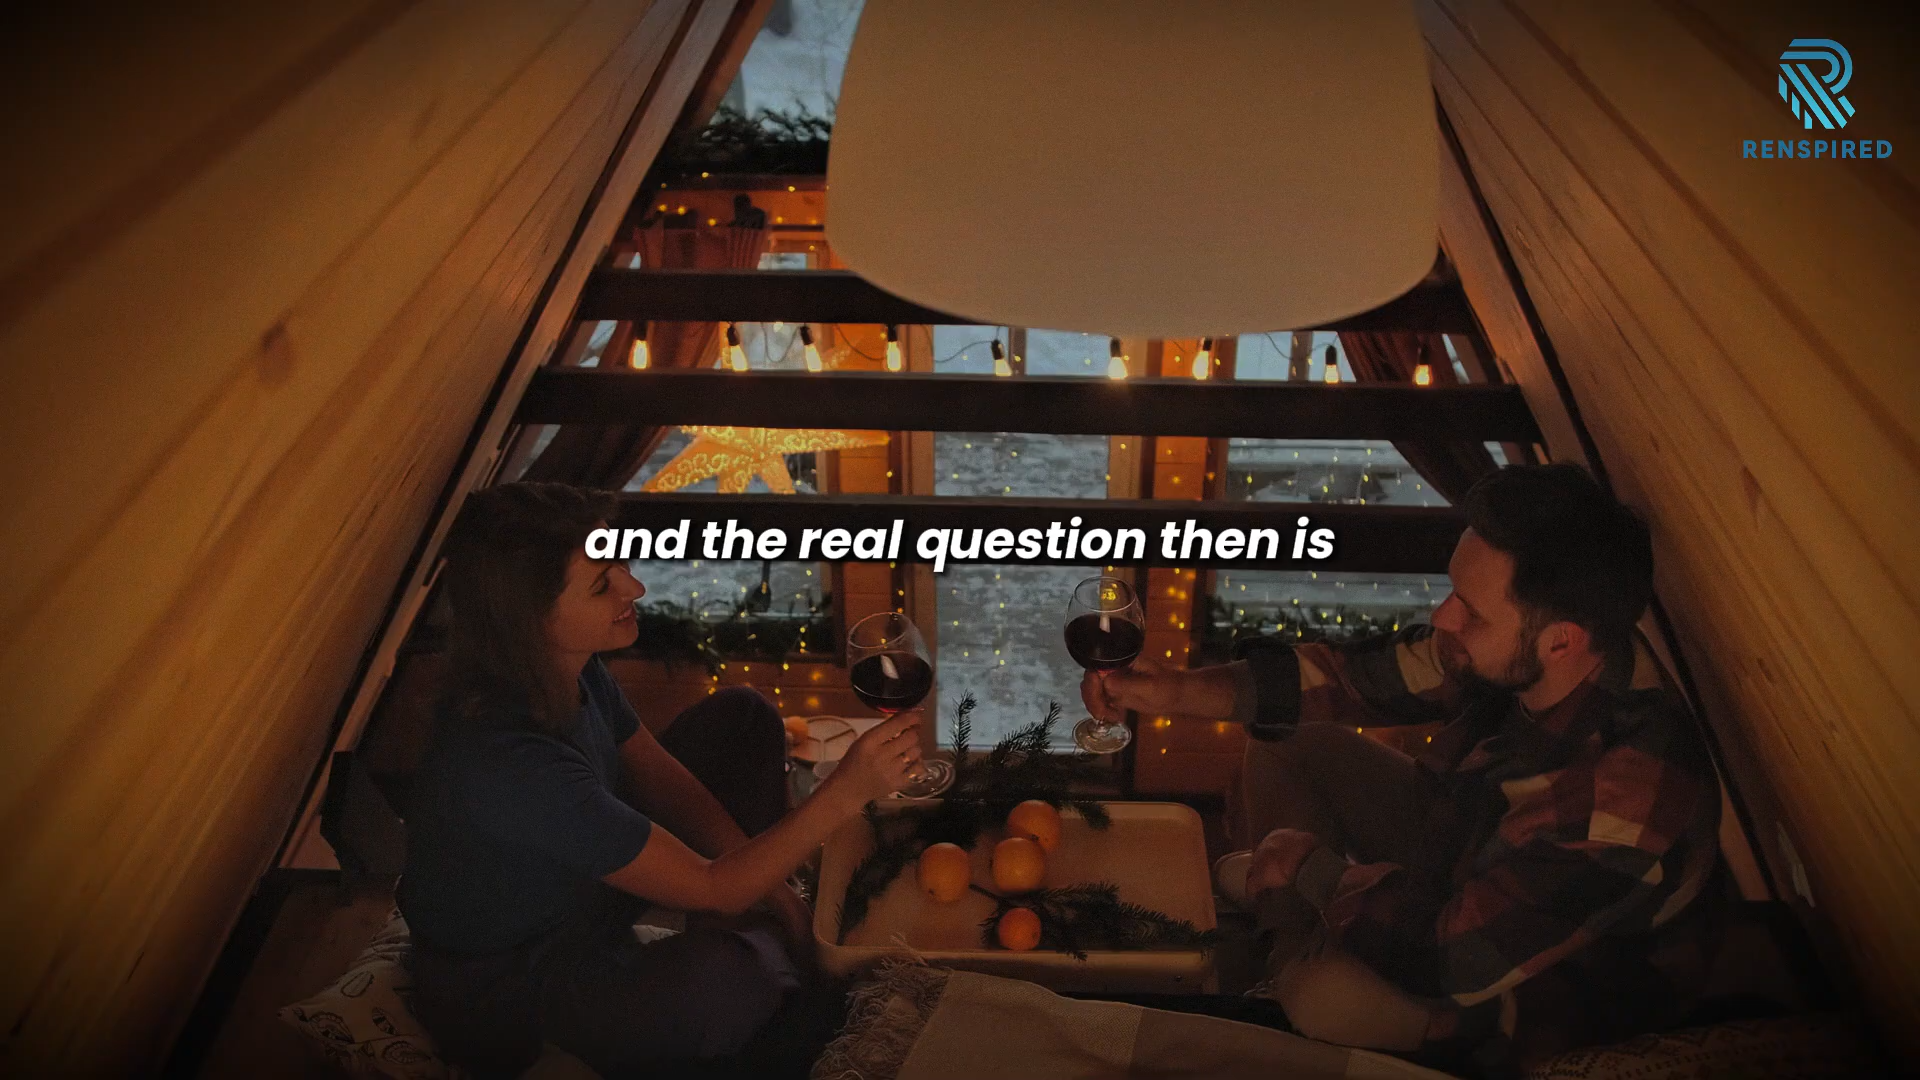 RENSPIRED
and the real question then is